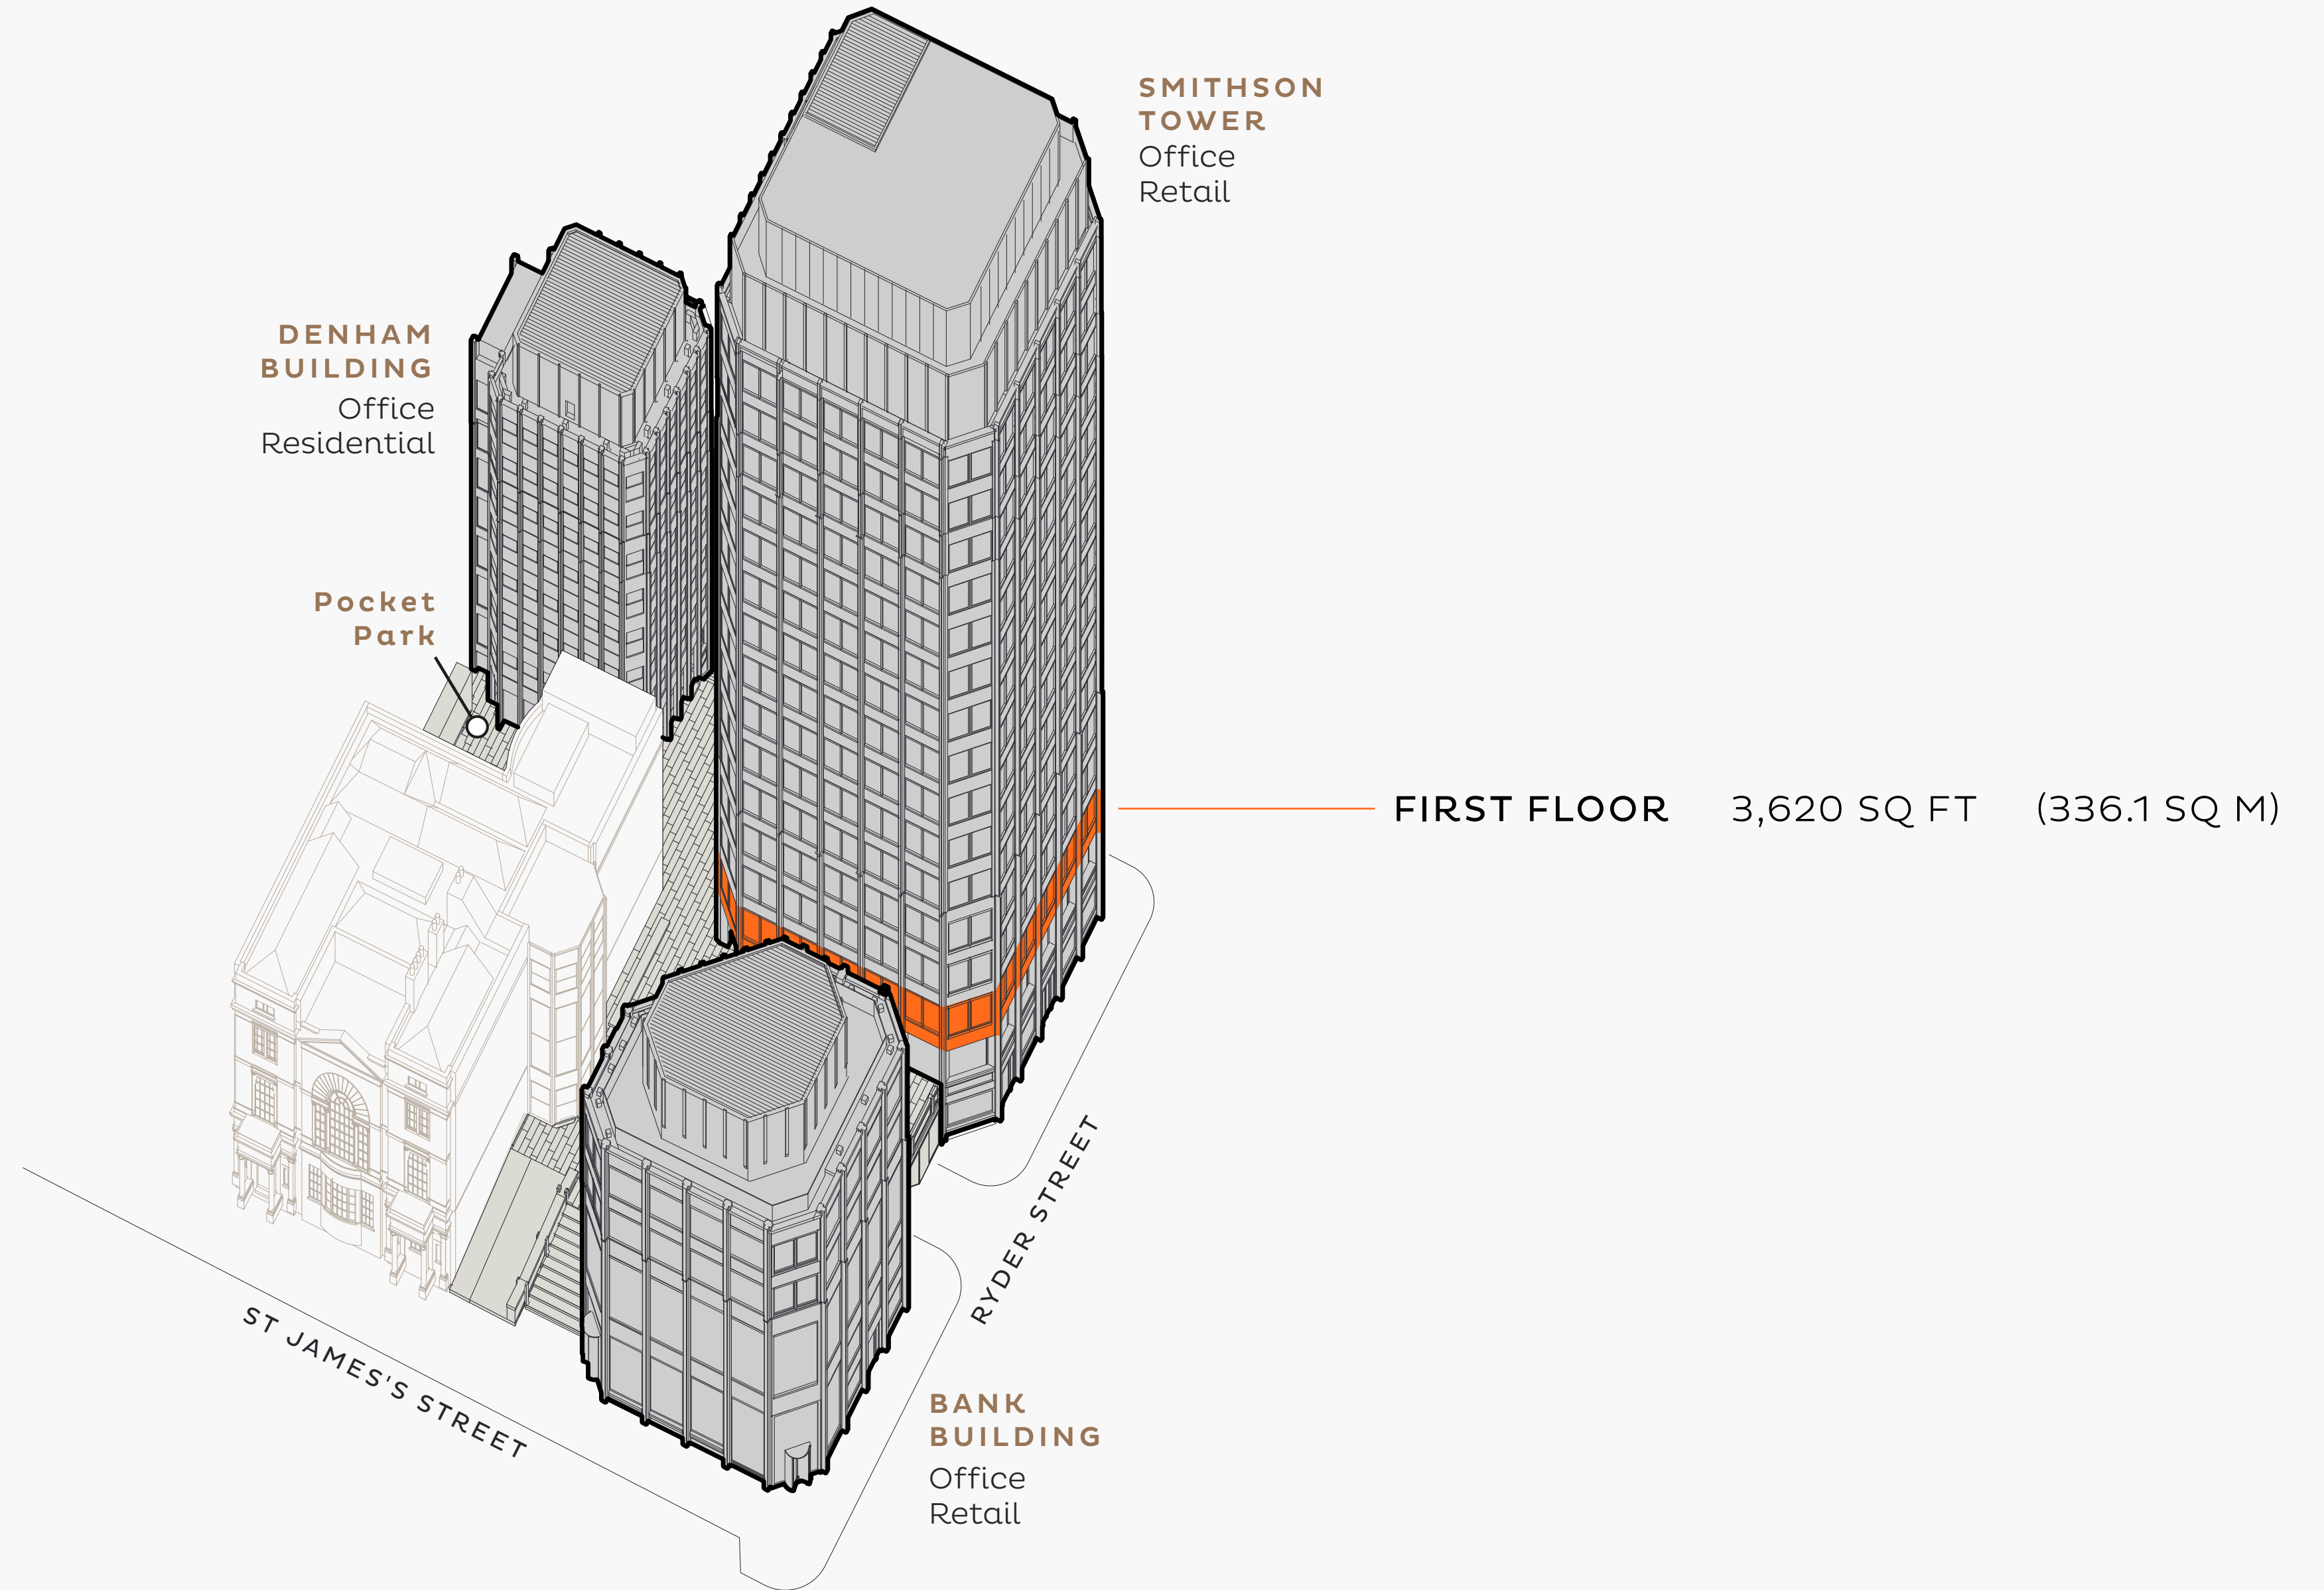 SMITHSON
TOWER
Office
Retail
DENHAM
BUILDING
Office
Residential
Pocket
Park
FIRST FLOOR 3,620 SQ FT (336.1 SQ M)
RYDER STREET
ST JAMES'S STREET
BANK
BUILDING
Office
Retail